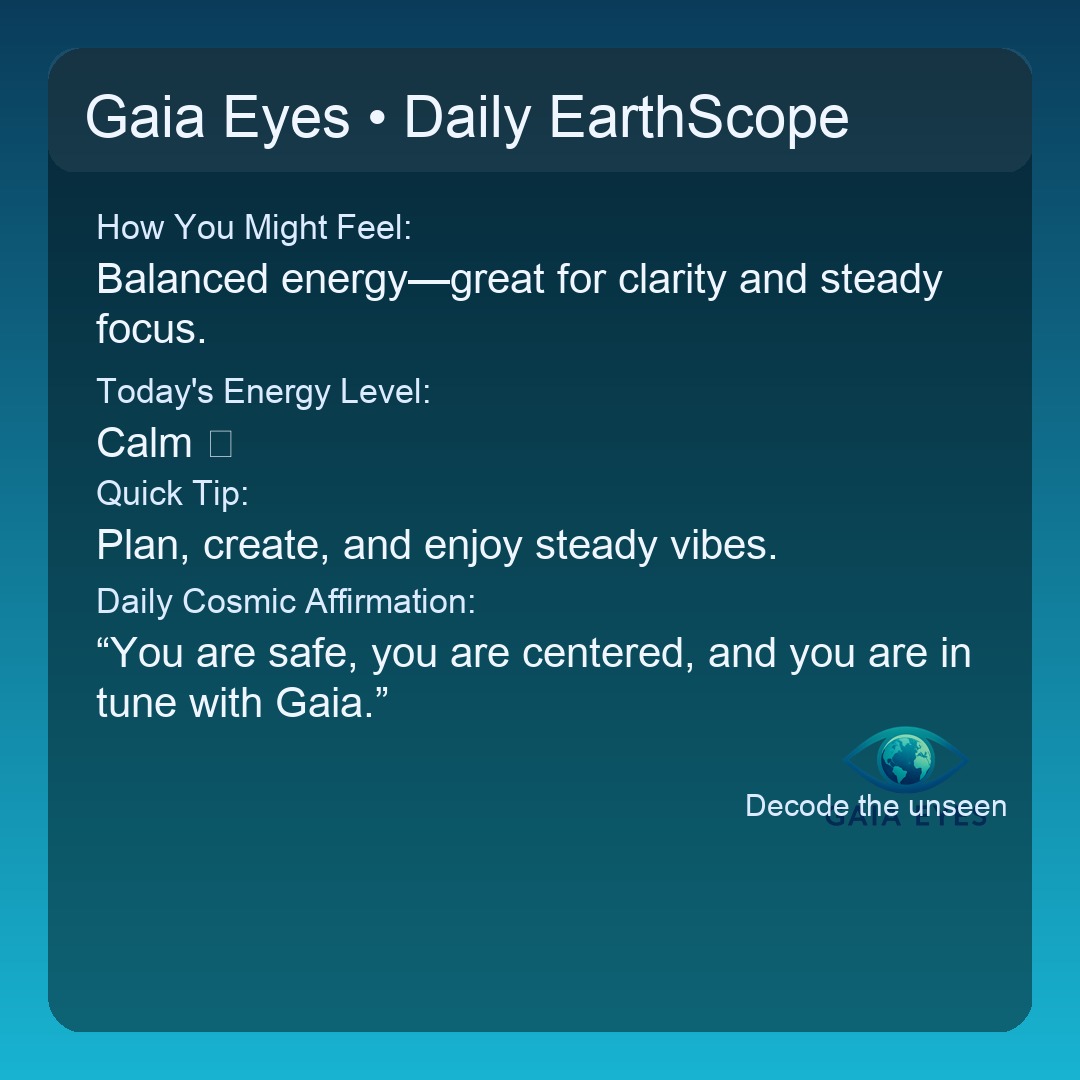 Gaia Eyes • Daily EarthScope
How You Might Feel:
Balanced energy—great for clarity and steady
focus.
Today's Energy Level:
Calm □
Quick Tip:
Plan, create, and enjoy steady vibes.
Daily Cosmic Affirmation:
“You are safe, you are centered, and you are in
tune with Gaia.”
Decode the unseen
GAIA EYES